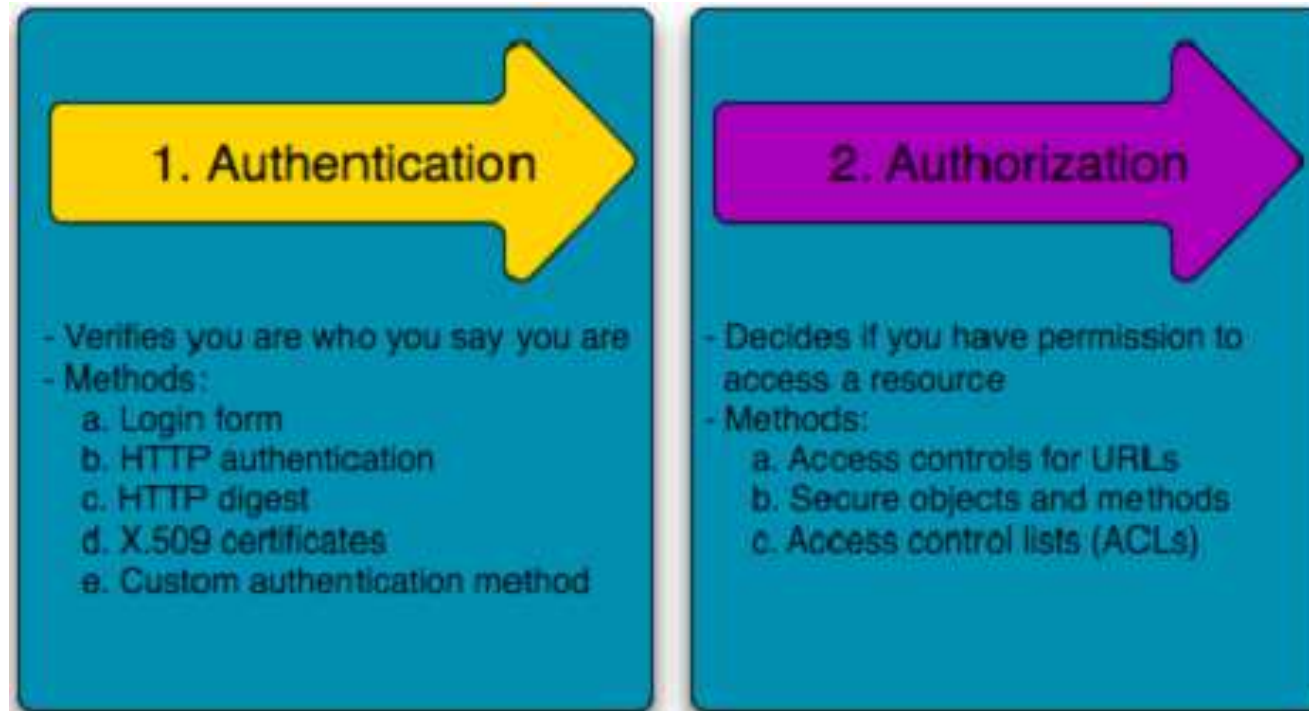 1. Authentication
- Verifies you are who you say you are
- Methods:
a. Login form
b. HTTP authentication
c. HTTP digest
d. X.509 certificates
e. Custom authentication method
2. Authorization
- Decides if you have permission to
access a resource
- Methods:
a. Access controls for URLs
b. Secure objects and methods
c. Access control lists (ACLs)